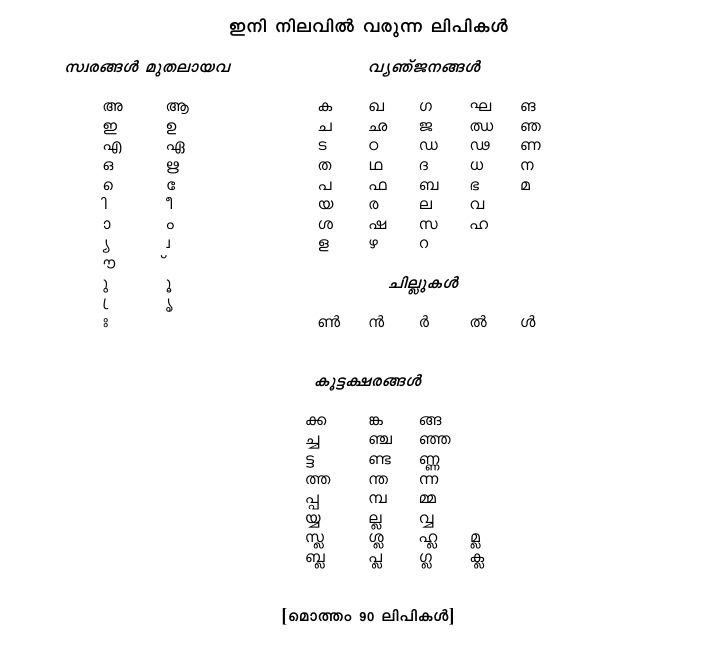 ഇനി നിലവിൽ വരുന്ന ലിപികൾ
സ്വരങ്ങൾ മുതലായവ
അ ആ
ഇ ഉ
എ ഏ
ഒ ഋ
െ േ
ി ീ
ാ ം
്യ ്വ
ൗ ്
ു ൂ
്ര ൃ
ഃ
വ്യഞ്ജനങ്ങൾ
ക ഖ ഗ ഘ ങ
ച ഛ ജ ഝ ഞ
ട ഠ ഡ ഢ ണ
ത ഥ ദ ധ ന
പ ഫ ബ ഭ മ
യ ര ല വ
ശ ഷ സ ഹ
ള ഴ റ
ചില്ലുകൾ
ൺ ൻ ർ ൽ ൾ
കൂട്ടക്ഷരങ്ങൾ
ക്ക ങ്ക ങ്ങ
ച്ച ഞ്ച ഞ്ഞ
ട്ട ണ്ട ണ്ണ
ത്ത ന്ത ന്ന
പ്പ മ്പ മ്മ
യ്യ ല്ല വ്വ
സ്ല ശ്ല ഹ്ല മ്ല
ബ്ല പ്ല ഗ്ല ക്ല
[മൊത്തം 90 ലിപികൾ]